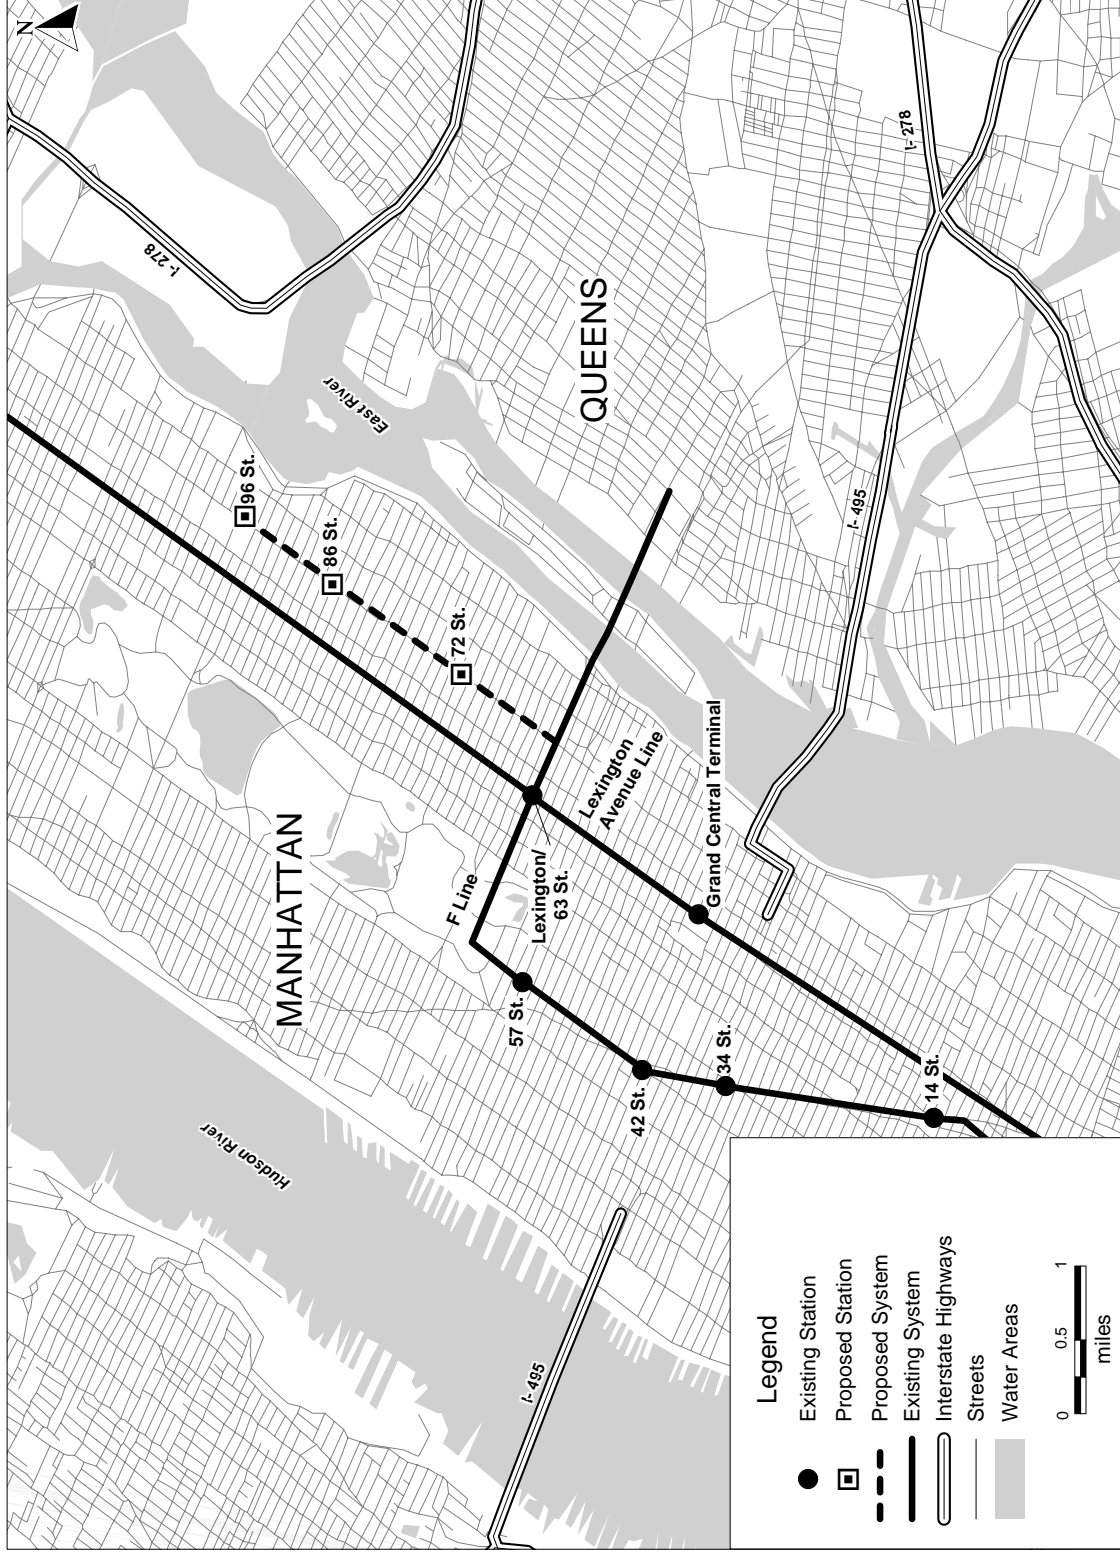 N
I- 278
I- 278
96 St.
East River
QUEENS
86 St.
72 St.
I- 495
MANHATTAN
Lexington
Avenue Line
Grand Central Terminal
F Line
Lexington/
63 St.
57 St.
Hudson River
42 St.
34 St.
14 St.
I- 495
Legend
Existing Station
Proposed Station
Proposed System
Existing System
Interstate Highways
Streets
Water Areas
0 0.5 1
miles